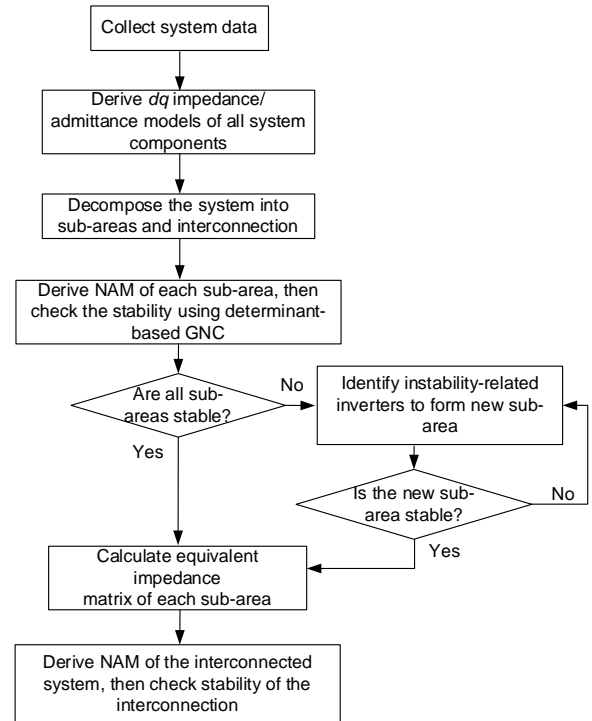 Collect system data
Derive dq impedance/
admittance models of all system
components
Decompose the system into
sub-areas and interconnection
Derive NAM of each sub-area, then
check the stability using determinant-
based GNC
Are all sub-
areas stable?
No
Yes
Identify instability-related
inverters to form new sub-
area
Is the new sub-
area stable?
No
Yes
Calculate equivalent
impedance
matrix of each sub-area
Derive NAM of the interconnected
system, then check stability of the
interconnection